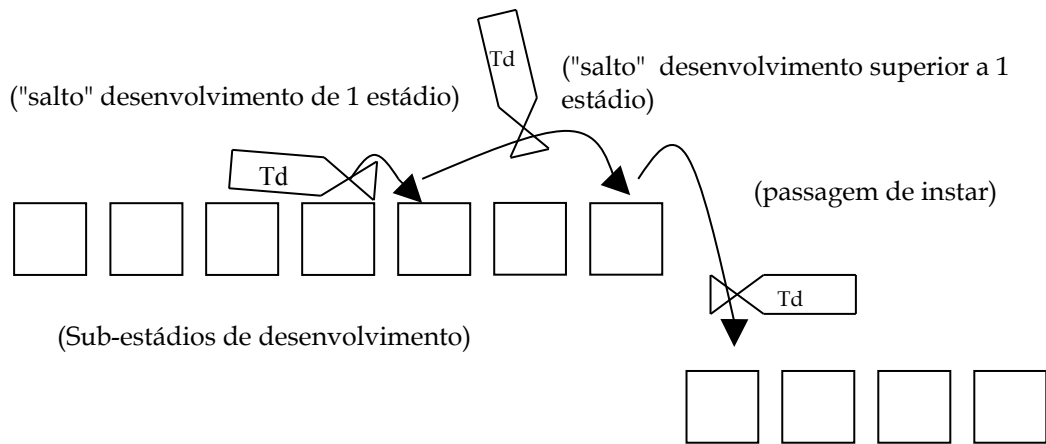 Td
("salto" desenvolvimento superior a 1
estádio)
("salto" desenvolvimento de 1 estádio)
Td
(passagem de instar)
Td
(Sub-estádios de desenvolvimento)